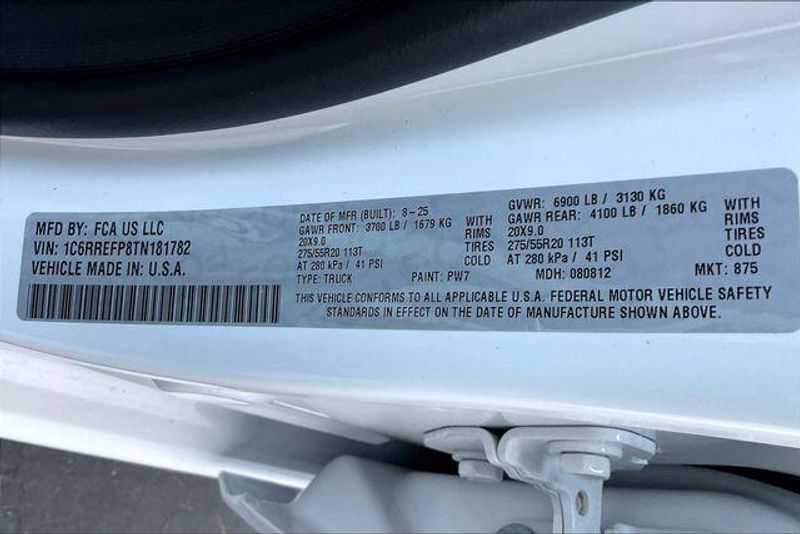 MFD BY: FCA US LLC
VIN: 1C6RREFP8TN181782
VEHICLE MADE IN: U.S.A.
DATE OF MFR (BUILT): 8-25
GAWR FRONT: 3700 LB / 1679 KG WITH
20X9.0 RIMS
275/55R20 113T TIRES
AT 280 kPa / 41 PSI COLD
TYPE: TRUCK PAINT: PW7
GVWR: 6900 LB / 3130 KG
GAWR REAR: 4100 LB / 1860 KG WITH
20X9.0 RIMS
275/55R20 113T TIRES
AT 280 kPa / 41 PSI COLD
MDH: 080812 MKT: 875
THIS VEHICLE CONFORMS TO ALL APPLICABLE U.S.A. FEDERAL MOTOR VEHICLE SAFETY
STANDARDS IN EFFECT ON THE DATE OF MANUFACTURE SHOWN ABOVE.